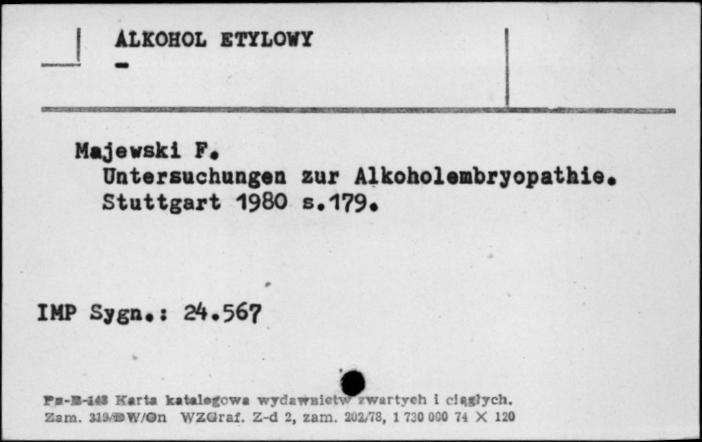 ALKOHOL ETYLOWY
Majewski F.
Untersuchungen zur Alkoholembryopathie.
Stuttgart 1980 s.179.
IMP Sygn.: 24.567
Karta katalogowa wydawnictw zwartych i ciągłych.
Zam. WZGraf. Z-d 2, zam. 202/78, 1 730 000 74 X 120